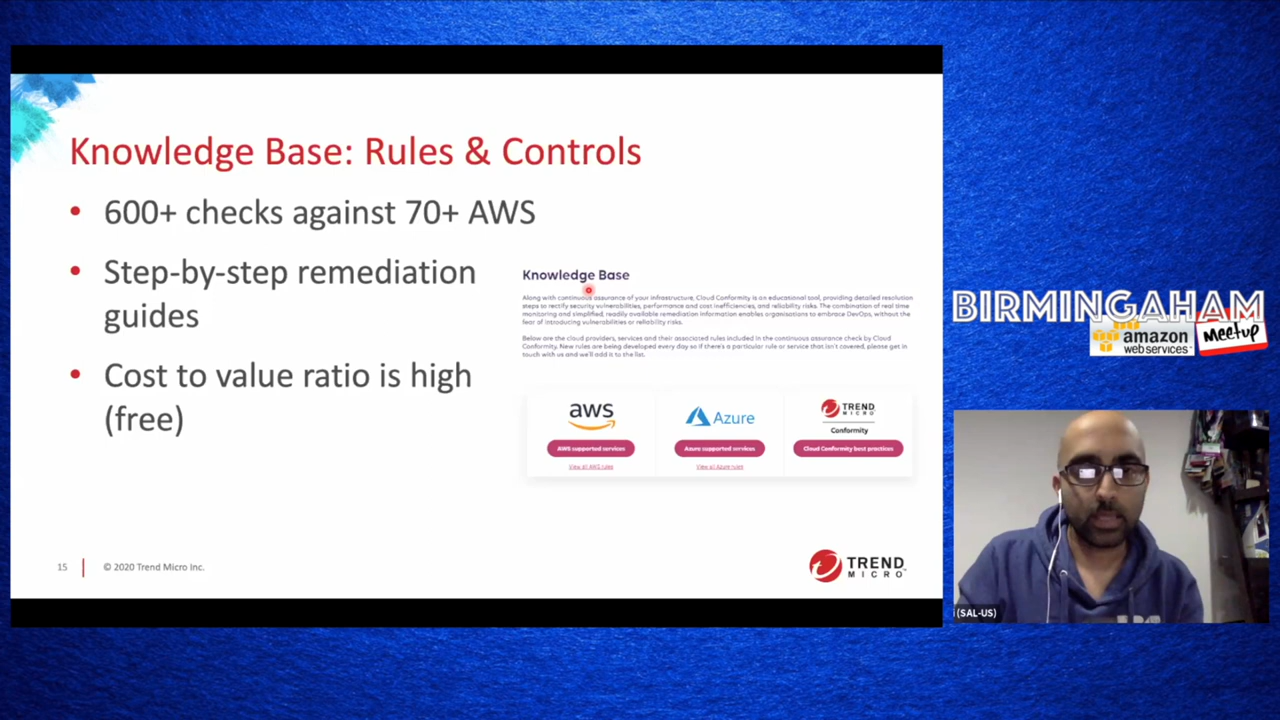 Knowledge Base: Rules & Controls
• 600+ checks against 70+ AWS
• Step-by-step remediation
guides
• Cost to value ratio is high
(free)
Knowledge Base
Along with continuous assurance of your infrastructure, Cloud Conformity is an educational tool, providing detailed resolution
steps to rectify security vulnerabilities, performance and cost inefficiencies, and reliability risks. The combination of real time
monitoring and simplified, readily available remediation information enables organisations to embrace DevOps, without the
fear of introducing vulnerabilities or reliability risks.
Below are the cloud providers, services and their associated rules included in the continuous assurance check by Cloud
Conformity. New rules are being developed every day so if there's a particular rule or service that isn't covered, please get in
touch with us and we'll add it to the list.
aws
AWS supported services
View all AWS rules
Azure
Azure supported services
View all Azure rules
TREND
MICRO
Conformity
Cloud Conformity best practices
15
© 2020 Trend Micro Inc.
TREND
MICRO
BIRMINGAHAM
amazon
web services
Meetup
(SAL-US)